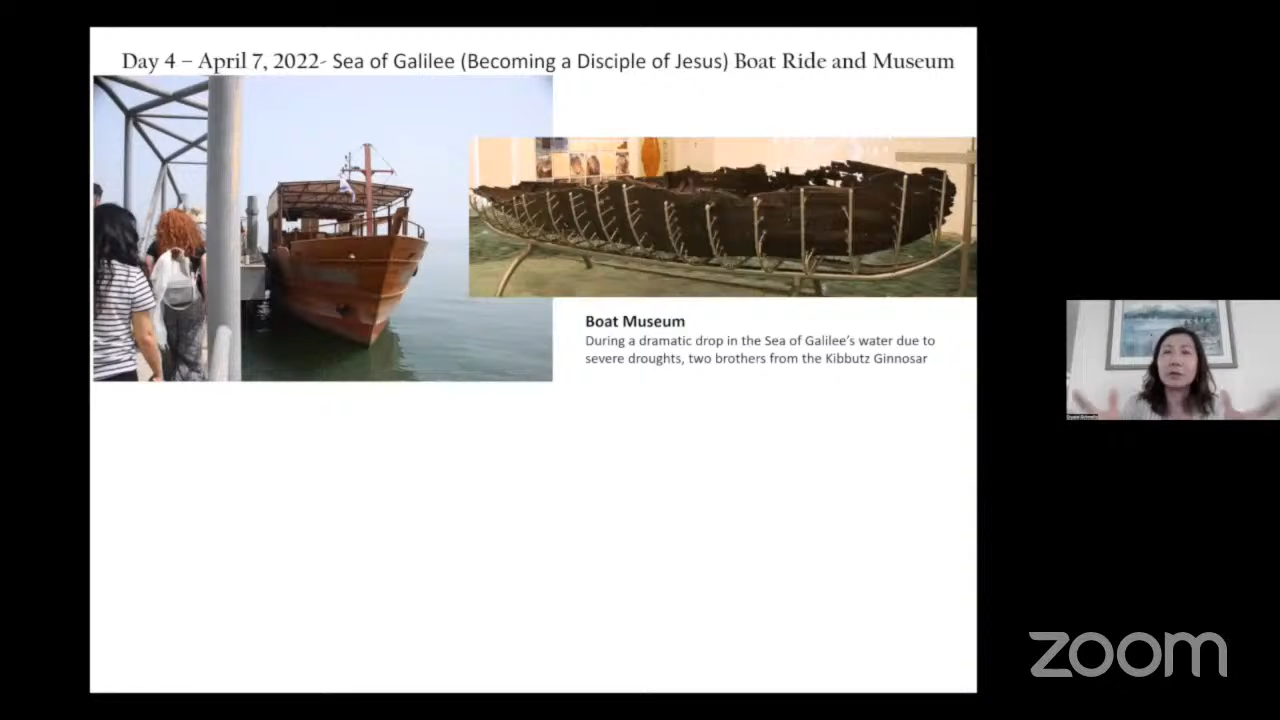 Day 4 – April 7, 2022- Sea of Galilee (Becoming a Disciple of Jesus) Boat Ride and Museum
Boat Museum
During a dramatic drop in the Sea of Galilee's water due to
severe droughts, two brothers from the Kibbutz Ginnosar
zoom